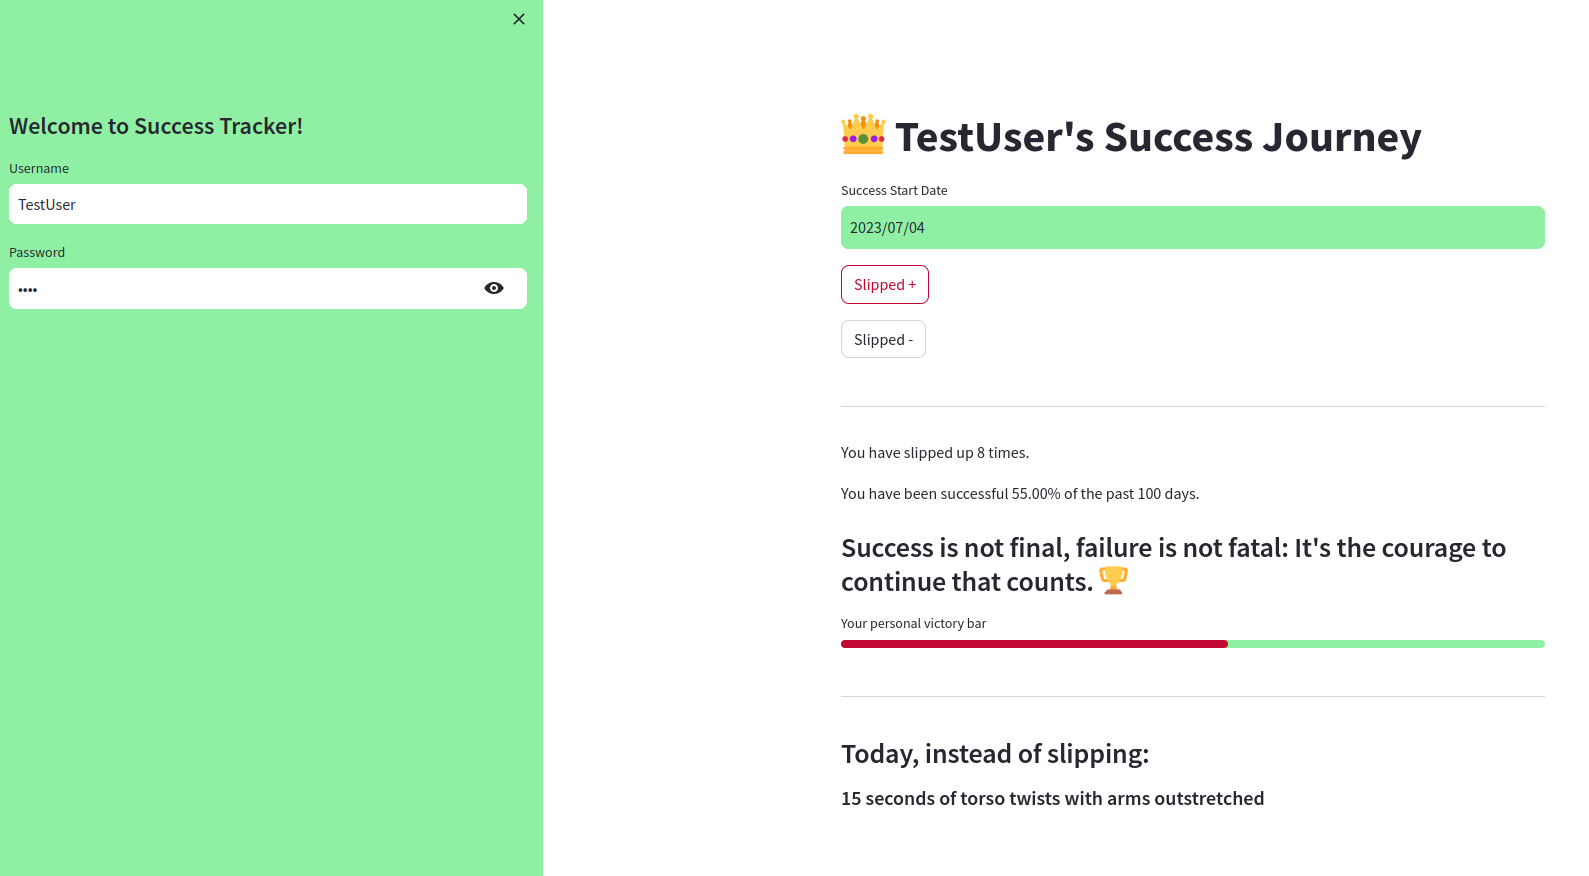 Welcome to Success Tracker!
Username
TestUser
Password
••••
TestUser's Success Journey
Success Start Date
2023/07/04
Slipped +
Slipped -
You have slipped up 8 times.
You have been successful 55.00% of the past 100 days.
Success is not final, failure is not fatal: It's the courage to
continue that counts. 🏆
Your personal victory bar
Today, instead of slipping:
15 seconds of torso twists with arms outstretched